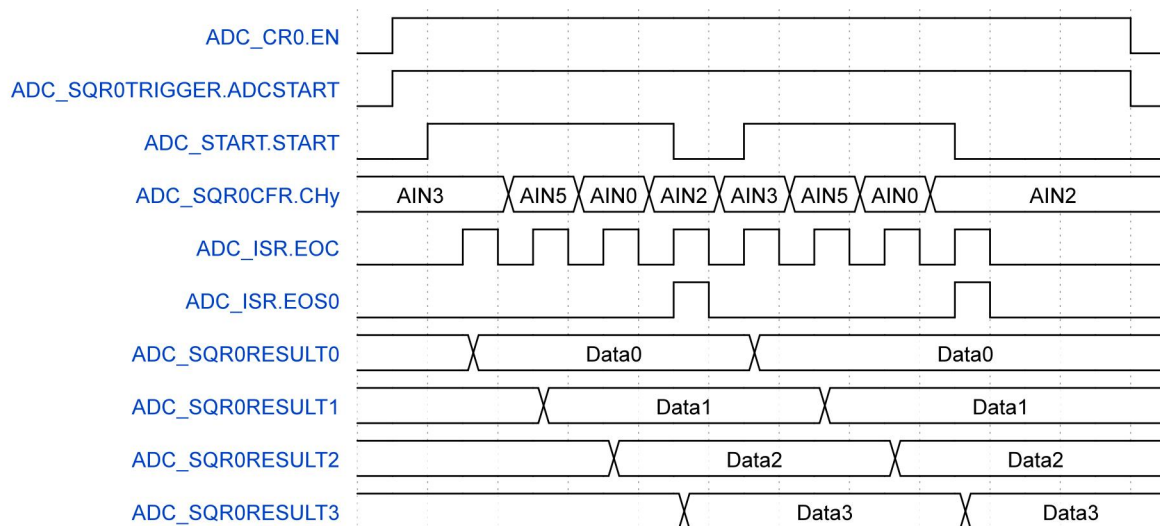 ADC_CR0.EN
ADC_SQR0TRIGGER.ADCSTART
ADC_START.START
ADC_SQR0CFR.CHy AIN3 AIN5 AIN0 AIN2 AIN3 AIN5 AIN0 AIN2
ADC_ISR.EOC
ADC_ISR.EOS0
ADC_SQR0RESULT0 Data0 Data0
ADC_SQR0RESULT1 Data1 Data1
ADC_SQR0RESULT2 Data2 Data2
ADC_SQR0RESULT3 Data3 Data3